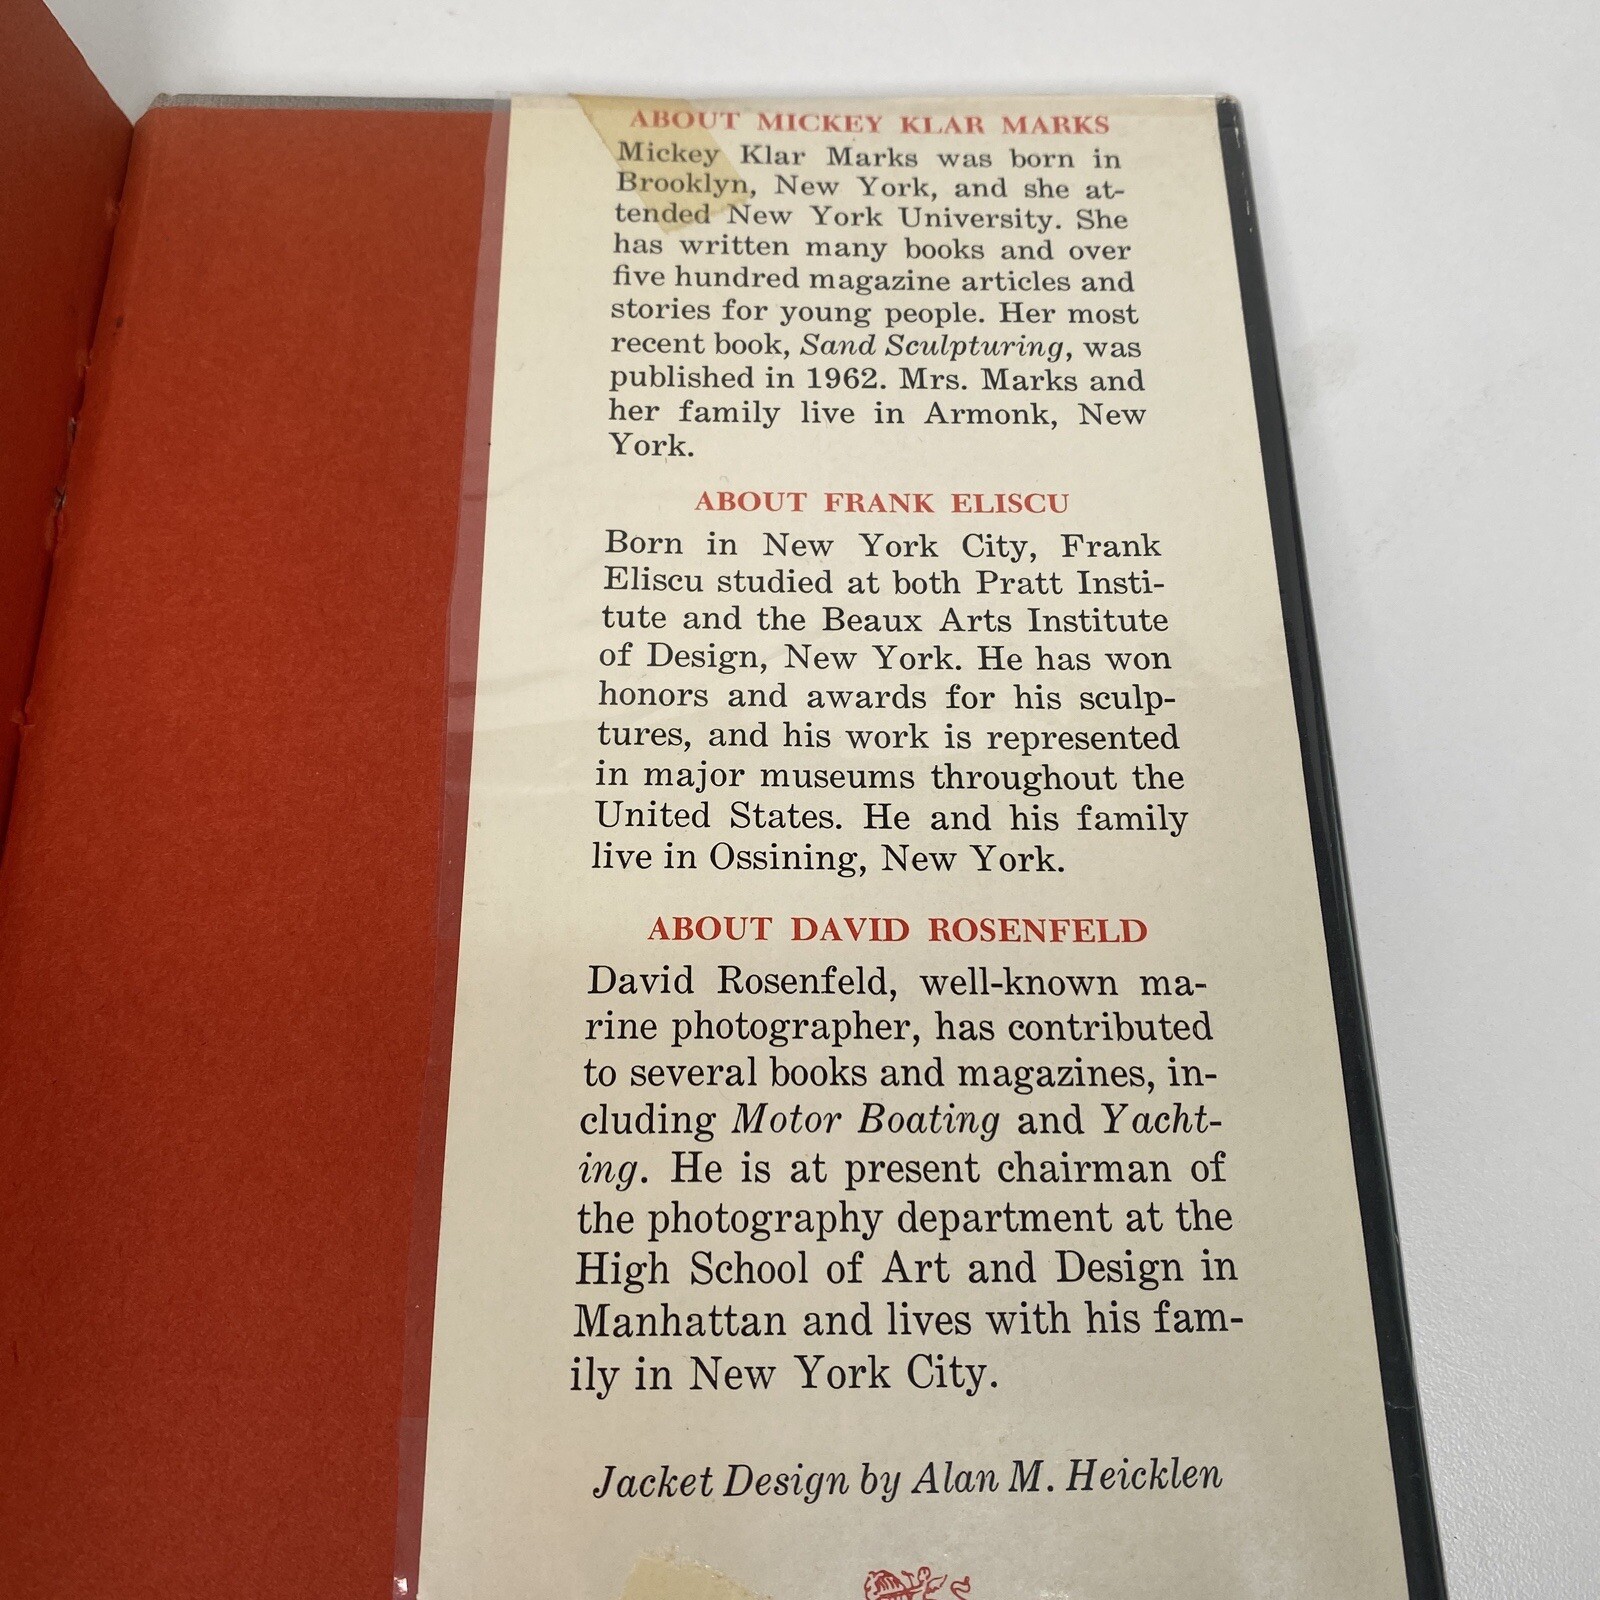 ABOUT MICKEY KLAR MARKS
Mickey Klar Marks was born in
Brooklyn, New York, and she at-
tended New York University. She
has written many books and over
five hundred magazine articles and
stories for young people. Her most
recent book, Sand Sculpturing, was
published in 1962. Mrs. Marks and
her family live in Armonk, New
York.
ABOUT FRANK ELISCU
Born in New York City, Frank
Eliscu studied at both Pratt Insti-
tute and the Beaux Arts Institute
of Design, New York. He has won
honors and awards for his sculp-
tures, and his work is represented
in major museums throughout the
United States. He and his family
live in Ossining, New York.
ABOUT DAVID ROSENFELD
David Rosenfeld, well-known ma-
rine photographer, has contributed
to several books and magazines, in-
cluding Motor Boating and Yacht-
ing. He is at present chairman of
the photography department at the
High School of Art and Design in
Manhattan and lives with his fam-
ily in New York City.
Jacket Design by Alan M. Heicklen